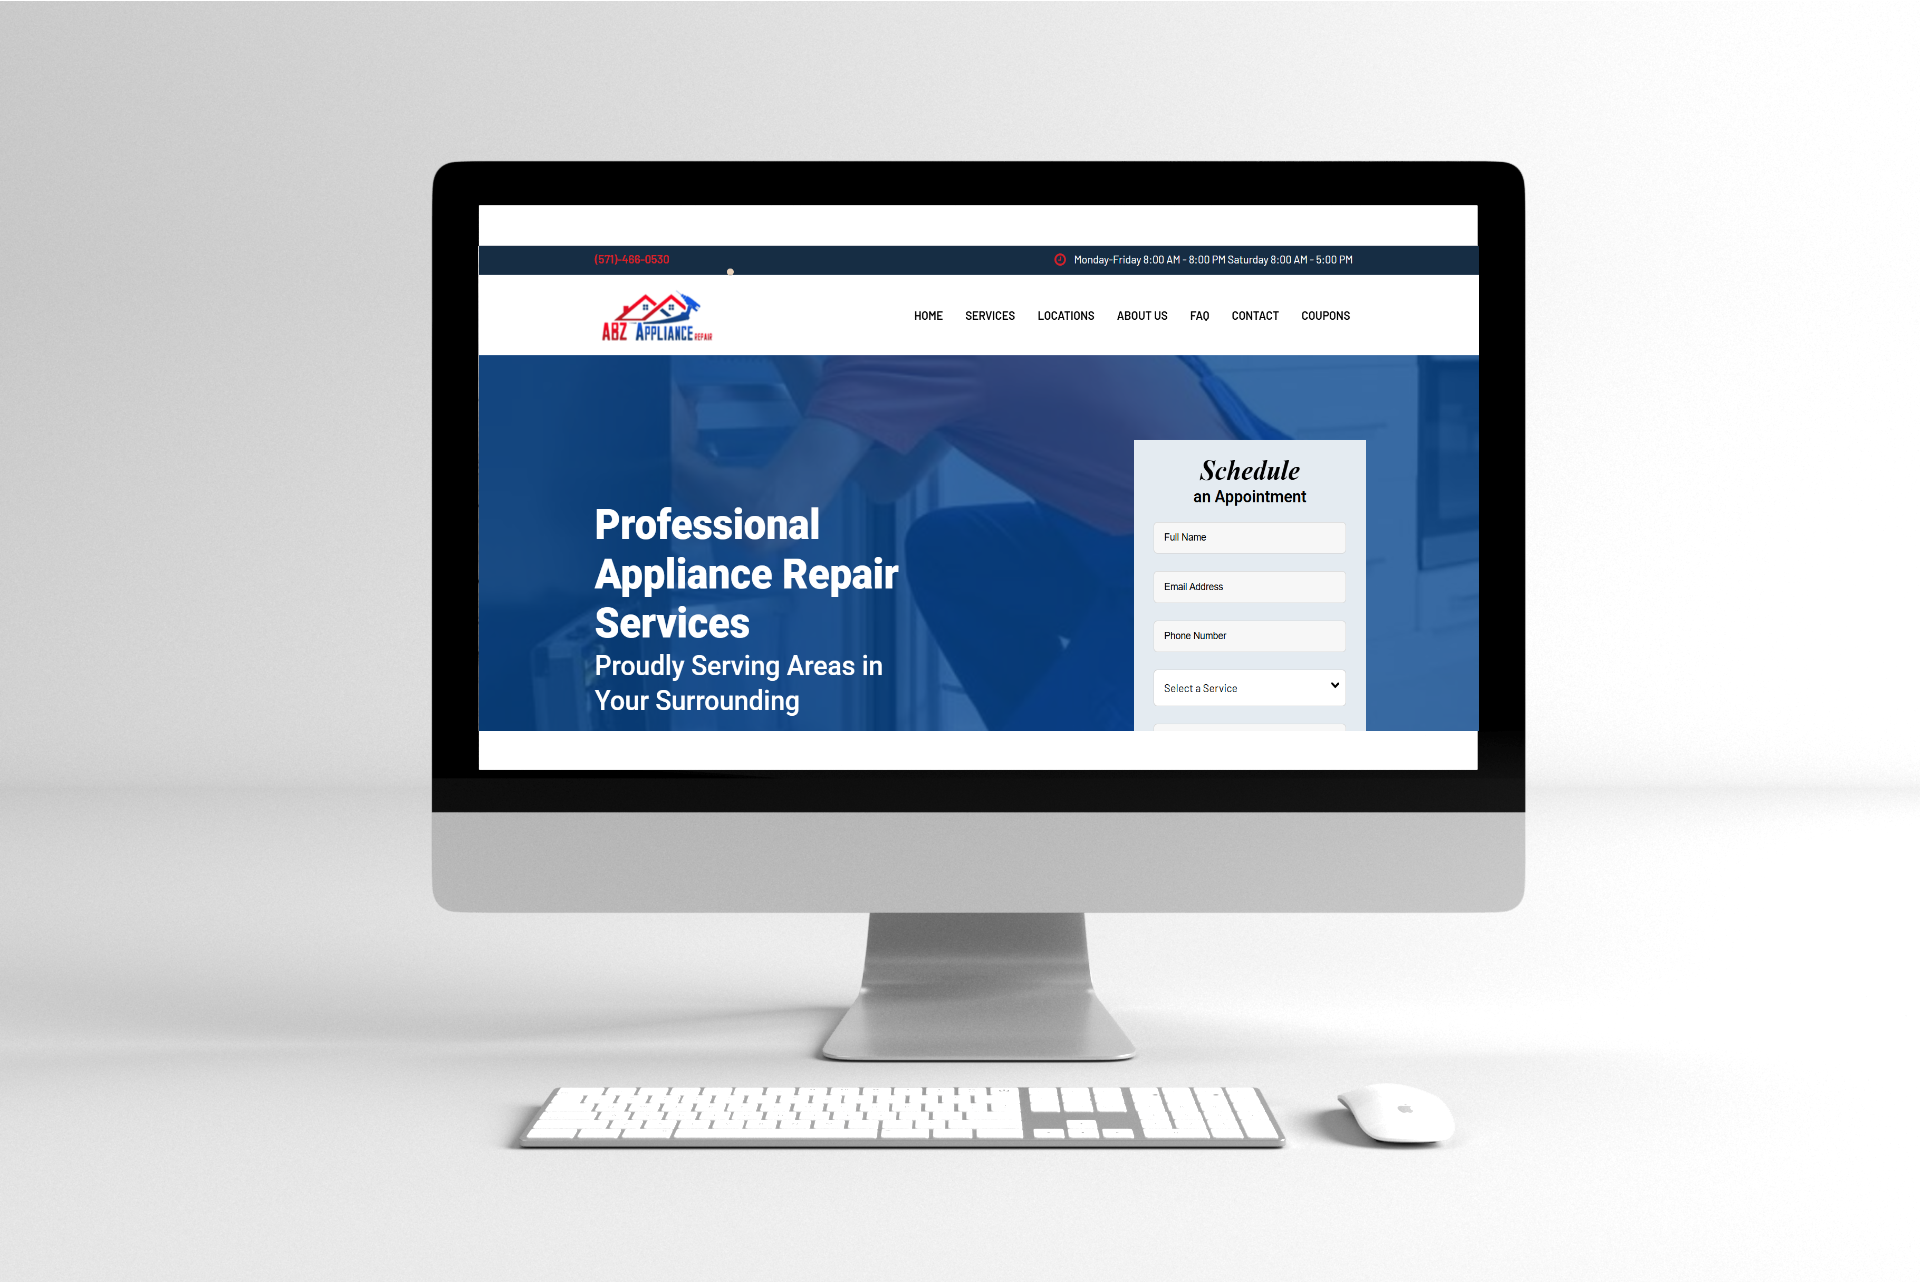 (571)-466-0530
Monday-Friday 8:00 AM - 8:00 PM Saturday 8:00 AM - 5:00 PM
ABZ APPLIANCE REPAIR
HOME SERVICES LOCATIONS ABOUT US FAQ CONTACT COUPONS
Professional
Appliance Repair
Services
Proudly Serving Areas in
Your Surrounding
Schedule
an Appointment
Full Name
Email Address
Phone Number
Select a Service